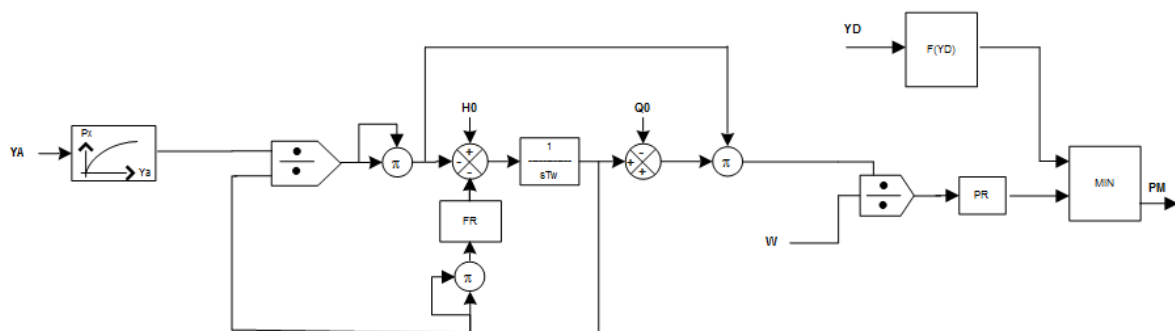 YD
F(YD)
H0
Q0
Px
YA
Ya
÷
π
-
+
-
1
sTw
+
-
+
π
MIN
PM
÷
PR
FR
W
π